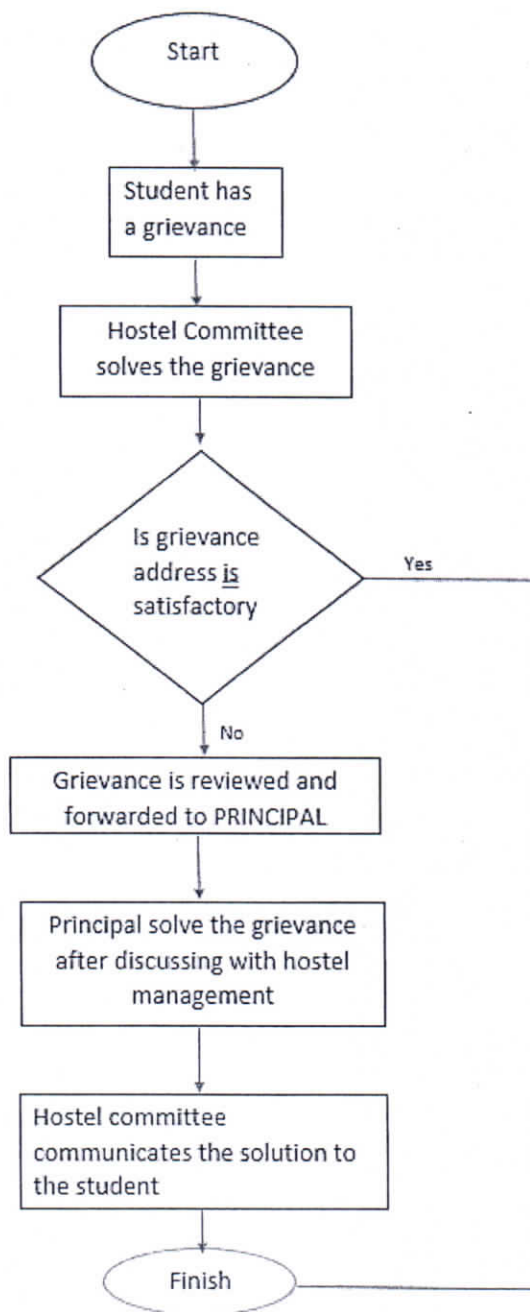 Start
Student has
a grievance
Hostel Committee
solves the grievance
Is grievance
address is
satisfactory
Yes
No
Grievance is reviewed and
forwarded to PRINCIPAL
Principal solve the grievance
after discussing with hostel
management
Hostel committee
communicates the solution to
the student
Finish